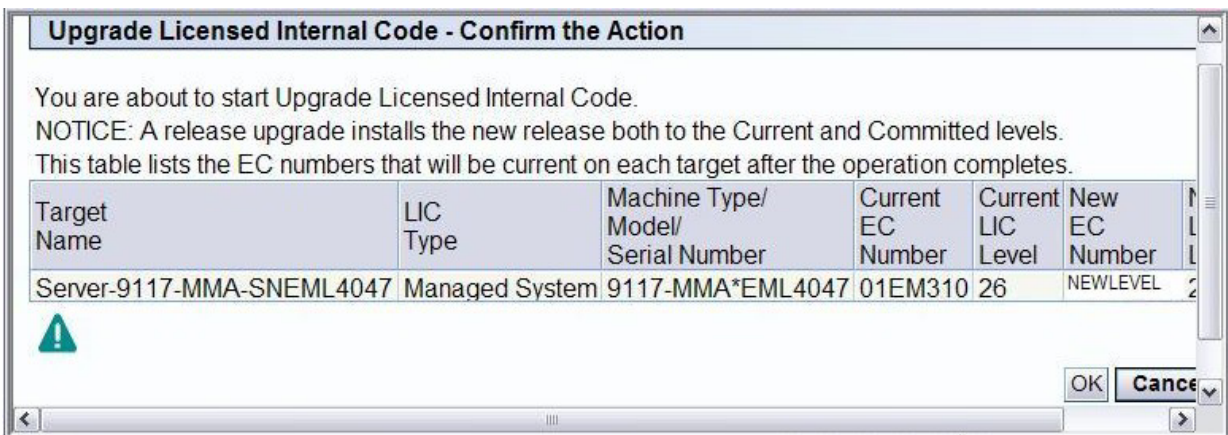 Upgrade Licensed Internal Code - Confirm the Action
You are about to start Upgrade Licensed Internal Code.
NOTICE: A release upgrade installs the new release both to the Current and Committed levels.
This table lists the EC numbers that will be current on each target after the operation completes.
Target Name LIC Type Machine Type/ Model/ Serial Number Current EC Number Current LIC Level New EC Number
Server-9117-MMA-SNEML4047 Managed System 9117-MMA*EML4047 01EM310 26 NEWLEVEL
OK